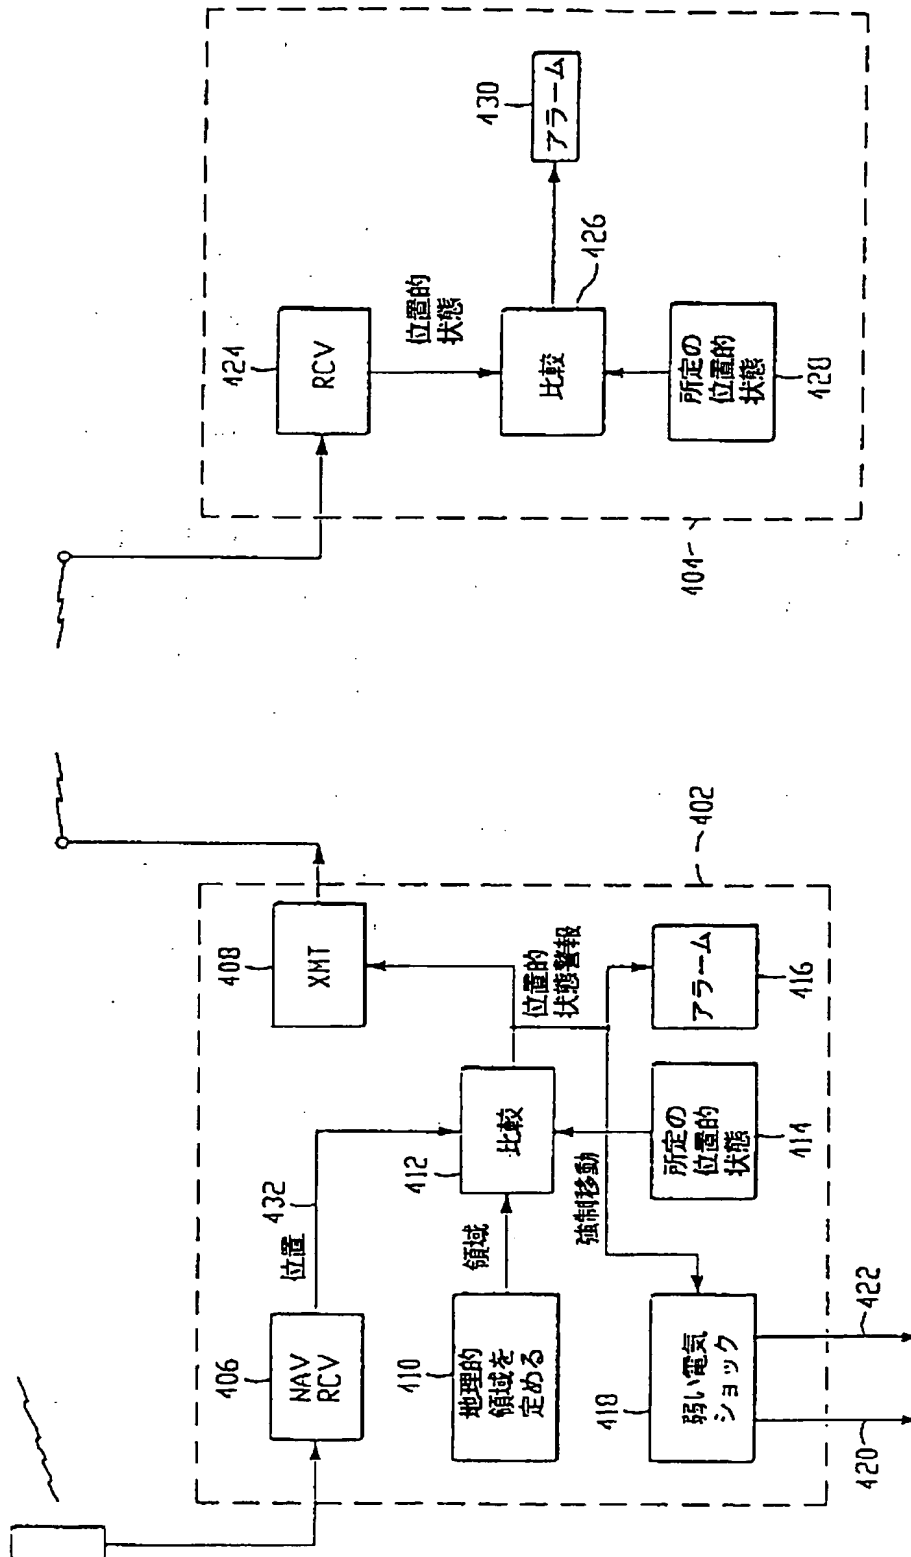 406
NAV
RCV
位置
432
408
XMT
410
地理的
領域を
定める
領域
412
比較
位置的
状態警報
強制移動
418
弱い電気
ショック
414
所定の
位置的
状態
416
アラーム
402
420
422
424
RCV
位置的
状態
比較
426
430
アラーム
所定の
位置的
状態
428
404